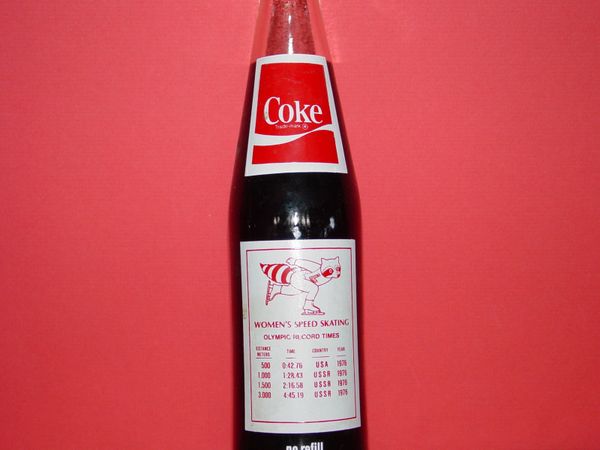 Coke
Trade-mark ®
WOMEN'S SPEED SKATING
OLYMPIC RECORD TIMES
DISTANCE METERS TIME COUNTRY YEAR
500 0:42.76 USA 1976
1,000 1:28.43 USSR 1976
1,500 2:16.58 USSR 1976
3,000 4:45.19 USSR 1976
no refill